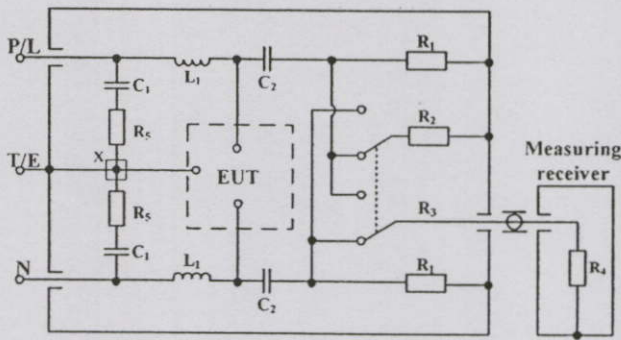 P/L
L₁
C₂
R₁
C₁
R₅
R₂
X
T/E
EUT
Measuring
receiver
R₅
R₃
R₄
C₁
L₁
R₁
N
C₂